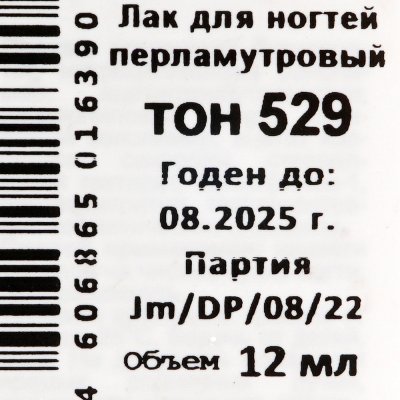 Лак для ногтей
перламутровый
тон 529
Годен до:
08.2025 г.
Партия
Jm/DP/08/22
Объем 12 мл
4 606865 016390